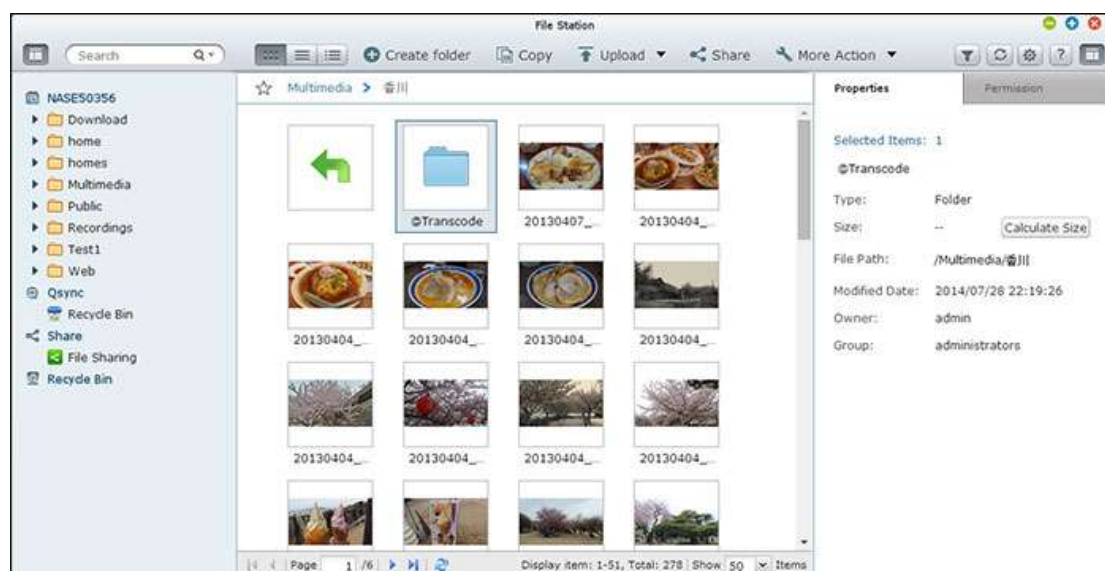 File Station
Search
Create folder
Copy
Upload
Share
More Action
NASE50356
Download
home
homes
Multimedia
Public
Recordings
Test1
Web
Qsync
Recycle Bin
Share
File Sharing
Recycle Bin
Multimedia > 香川
@Transcode 20130407_... 20130404_...
20130404_... 20130404_... 20130404_... 20130404_...
20130404_... 20130404_... 20130404_... 20130404_...
Page 1 /6 Display item: 1-51, Total: 278 Show 50 Items
Properties Permission
Selected Items: 1
@Transcode
Type: Folder
Size: -- Calculate Size
File Path: /Multimedia/香川
Modified Date: 2014/07/28 22:19:26
Owner: admin
Group: administrators